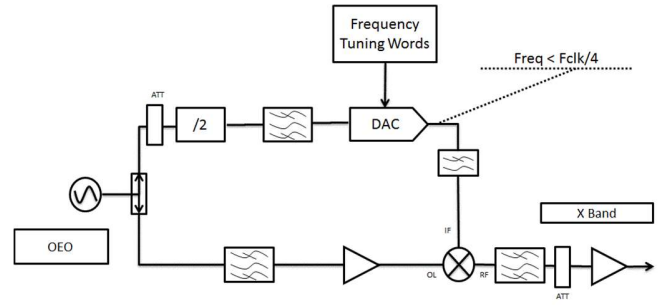 Frequency
Tuning Words
Freq < Fclk/4
ATT
/2
DAC
X Band
IF
OEO
OL
RF
ATT